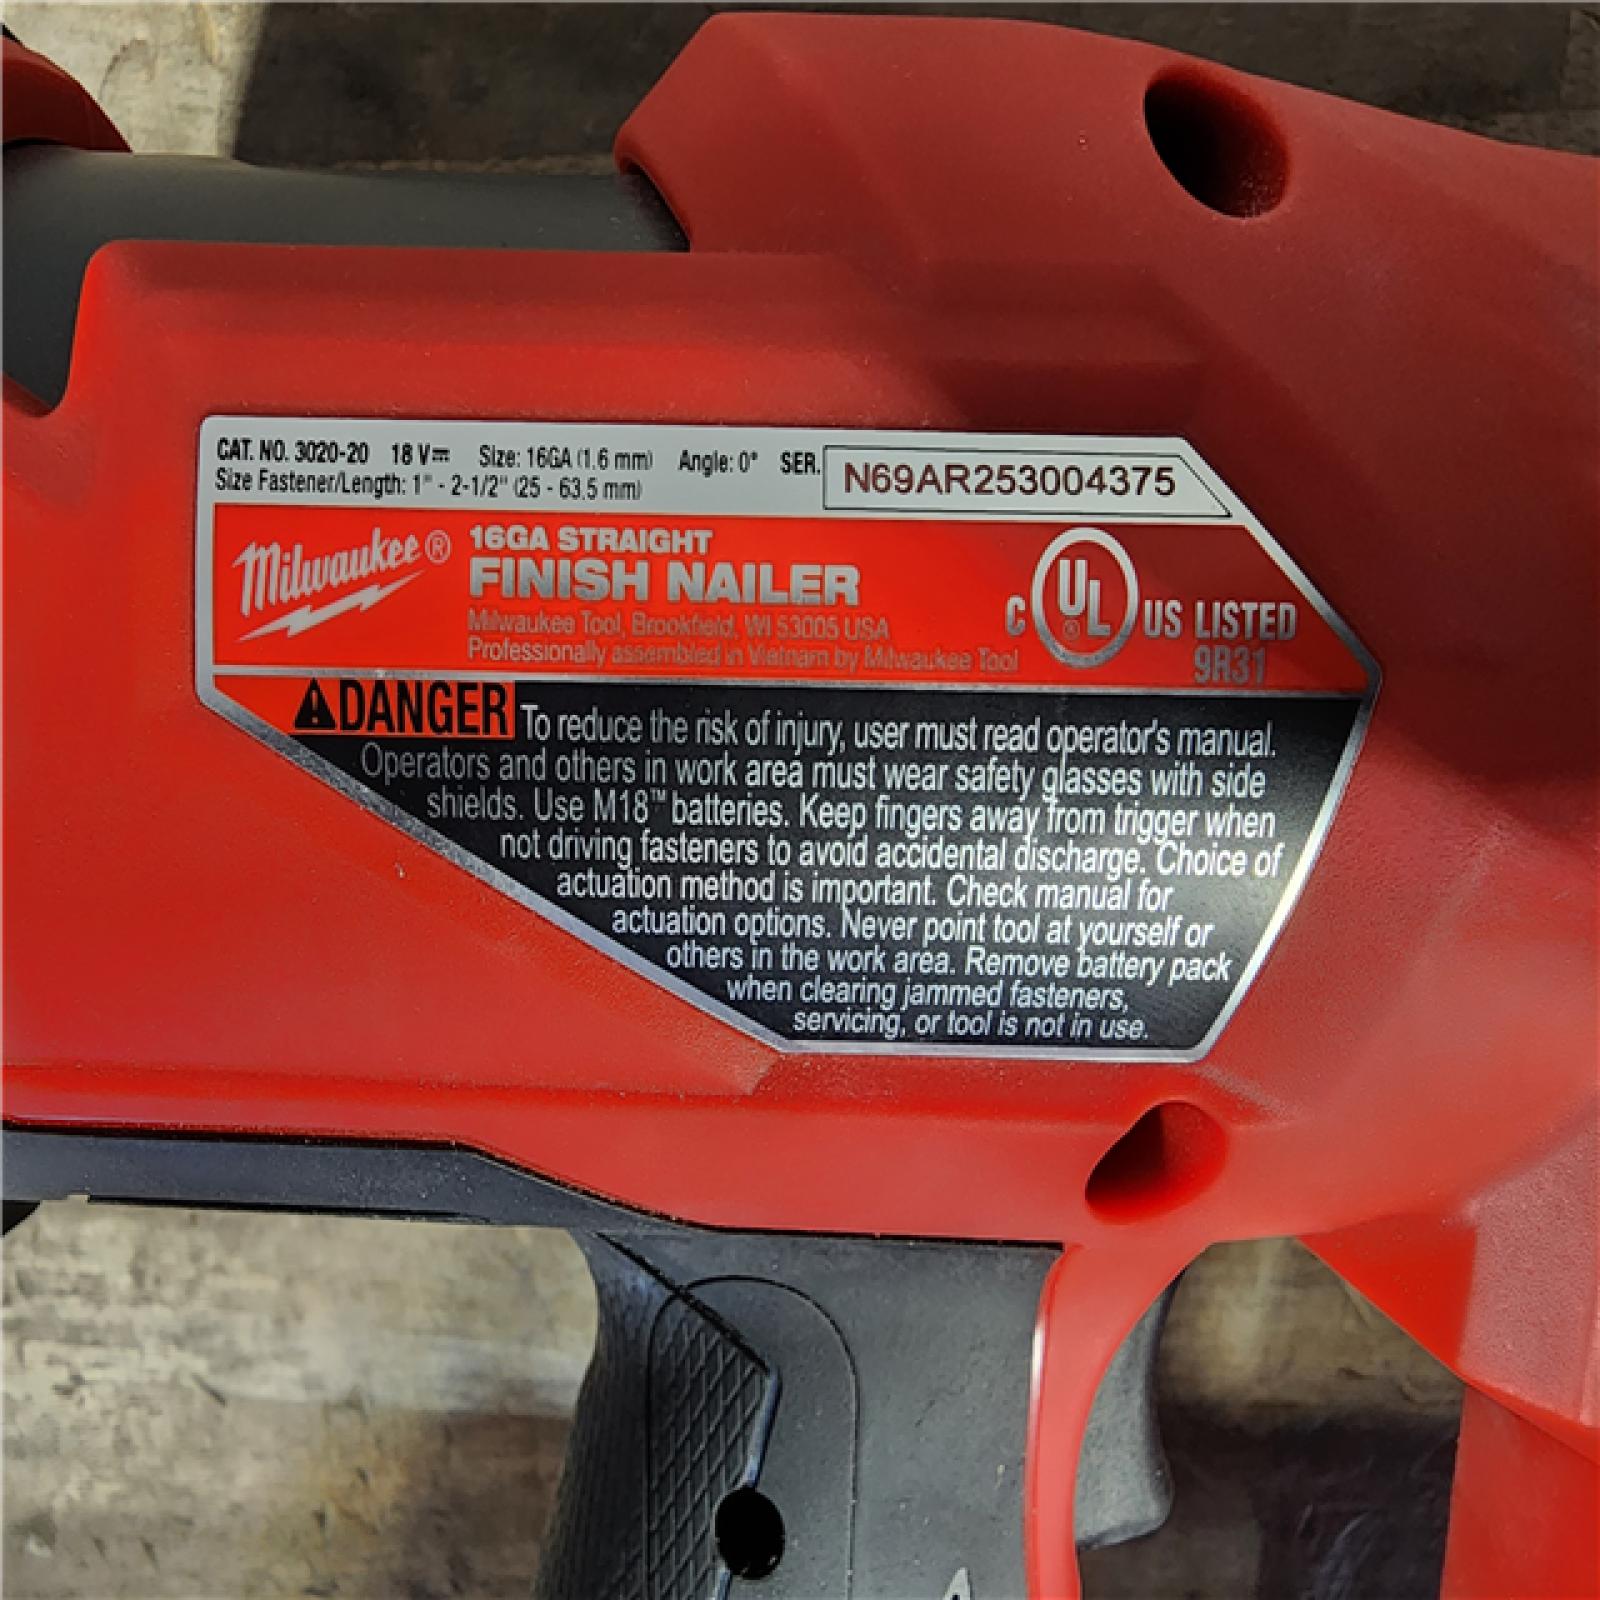 CAT. NO. 3020-20 18 V⎓ Size: 16GA (1.6 mm) Angle: 0° SER. N69AR253004375
Size Fastener/Length: 1" - 2-1/2" (25 - 63.5 mm)
Milwaukee®
16GA STRAIGHT
FINISH NAILER
Milwaukee Tool, Brookfield, WI 53005 USA
Professionally assembled in Vietnam by Milwaukee Tool
C UL® US LISTED
9R31
⚠DANGER To reduce the risk of injury, user must read operator's manual.
Operators and others in work area must wear safety glasses with side
shields. Use M18™ batteries. Keep fingers away from trigger when
not driving fasteners to avoid accidental discharge. Choice of
actuation method is important. Check manual for
actuation options. Never point tool at yourself or
others in the work area. Remove battery pack
when clearing jammed fasteners,
servicing, or tool is not in use.